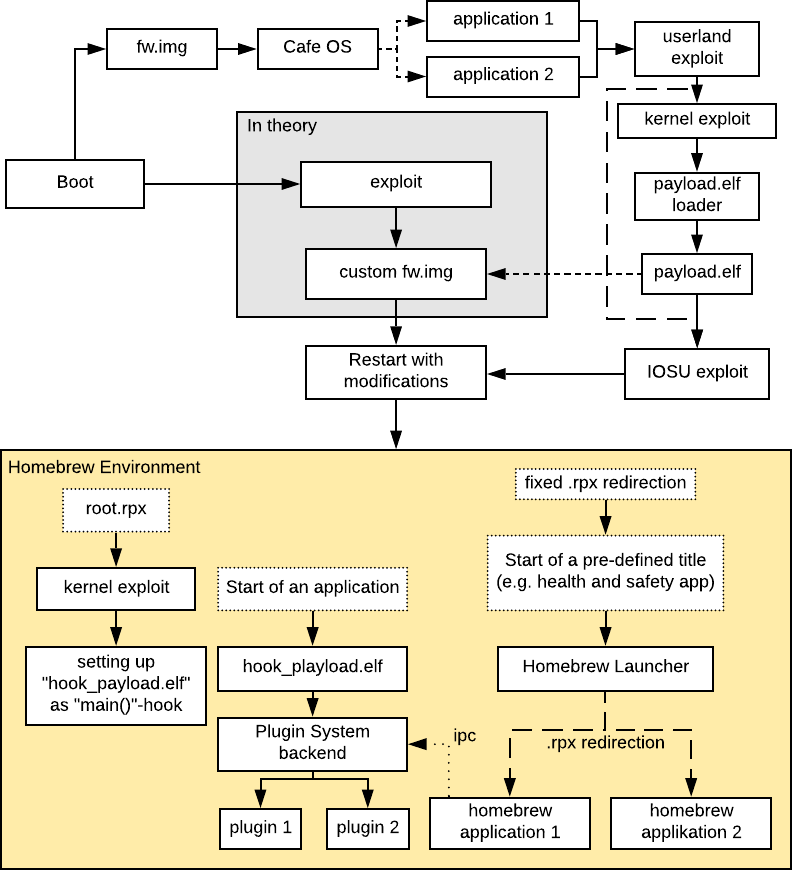 fw.img
Cafe OS
application 1
application 2
userland
exploit
kernel exploit
payload.elf
loader
payload.elf
IOSU exploit
Boot
In theory
exploit
custom fw.img
Restart with
modifications
Homebrew Environment
root.rpx
kernel exploit
setting up
"hook_payload.elf"
as "main()"-hook
Start of an application
hook_playload.elf
Plugin System
backend
plugin 1
plugin 2
ipc
fixed .rpx redirection
Start of a pre-defined title
(e.g. health and safety app)
Homebrew Launcher
.rpx redirection
homebrew
application 1
homebrew
applikation 2